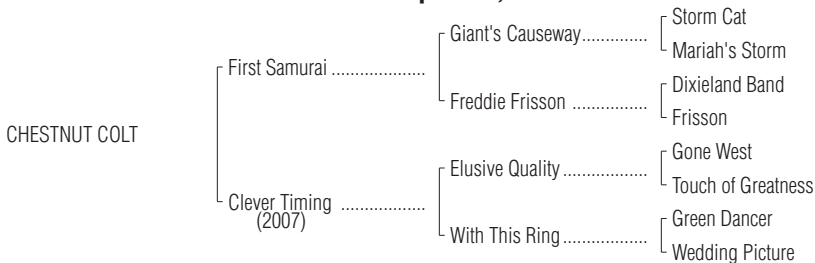 Storm Cat
Giant's Causeway..............
Mariah's Storm
First Samurai ....................
Dixieland Band
Freddie Frisson ................
Frisson
CHESTNUT COLT
Gone West
Elusive Quality..................
Touch of Greatness
Clever Timing ..................
(2007)
Green Dancer
With This Ring..................
Wedding Picture